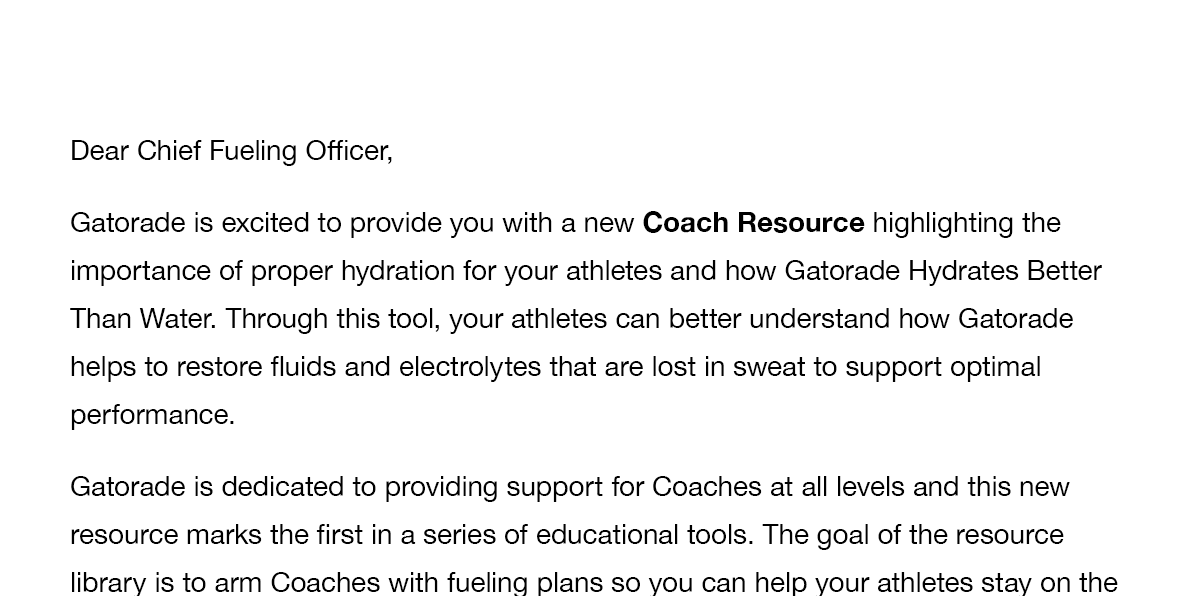 Dear Chief Fueling Officer,
Gatorade is excited to provide you with a new Coach Resource highlighting the
importance of proper hydration for your athletes and how Gatorade Hydrates Better
Than Water. Through this tool, your athletes can better understand how Gatorade
helps to restore fluids and electrolytes that are lost in sweat to support optimal
performance.
Gatorade is dedicated to providing support for Coaches at all levels and this new
resource marks the first in a series of educational tools. The goal of the resource
library is to arm Coaches with fueling plans so you can help your athletes stay on the